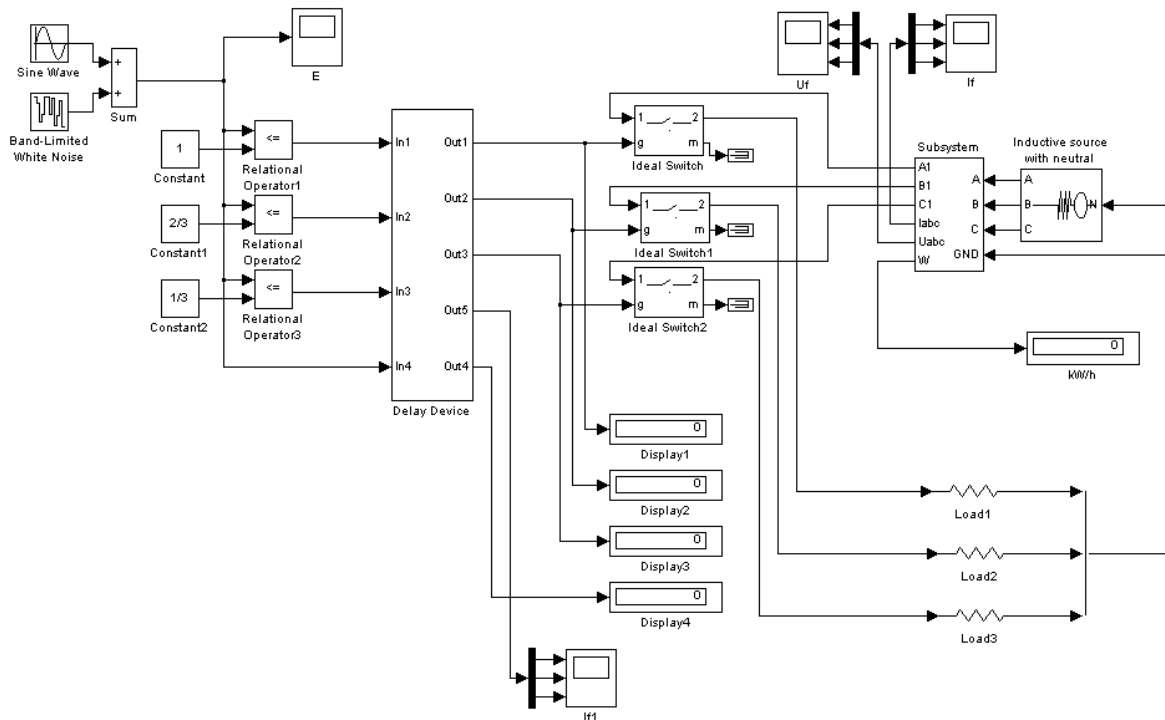 Sine Wave
Band-Limited
White Noise
+
+
Sum
E
1
Constant
2/3
Constant1
1/3
Constant2
<=
Relational
Operator1
<=
Relational
Operator2
<=
Relational
Operator3
In1
In2
In3
In4
Out1
Out2
Out3
Out5
Out4
Delay Device
1 2
g m
Ideal Switch
1 2
g m
Ideal Switch1
1 2
g m
Ideal Switch2
Uf
If
Subsystem
A1
B1
C1
Iabc
Uabc
W
A
B
C
GND
Inductive source
with neutral
A
B
C
N
0
kW/h
0
Display1
0
Display2
0
Display3
0
Display4
Load1
Load2
Load3
If1